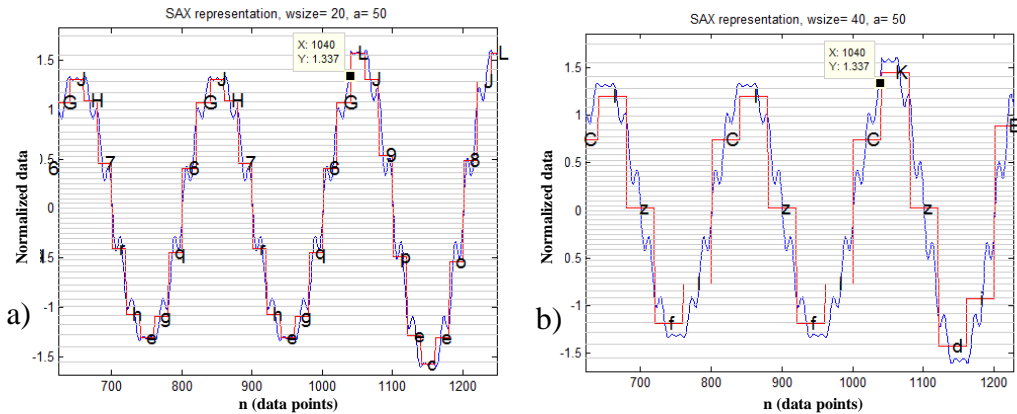 SAX representation, wsize= 20, a= 50
X: 1040
Y: 1.337
Normalized data
1.5
1
0.5
0
-0.5
-1
-1.5
6 G J H 7 r h e g q 6 G J H 7 r h e g q 6 G L J 9 p e c e o 8 J L
700 800 900 1000 1100 1200
n (data points)
a)
SAX representation, wsize= 40, a= 50
X: 1040
Y: 1.337
Normalized data
1.5
1
0.5
0
-0.5
-1
-1.5
C I z f C I z f C K z d E
700 800 900 1000 1100 1200
n (data points)
b)